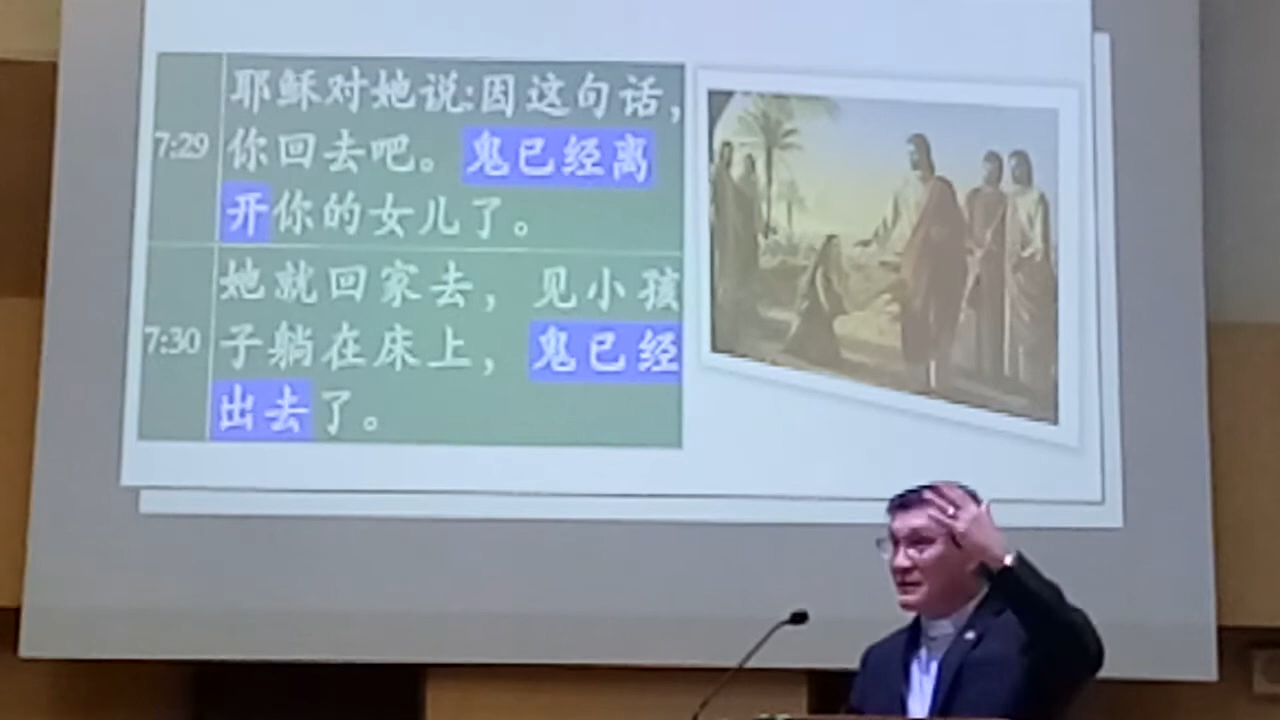 7:29
耶稣对她说:因这句话,
你回去吧。鬼已经离
开你的女儿了。
7:30
她就回家去,见小孩
子躺在床上,鬼已经
出去了。